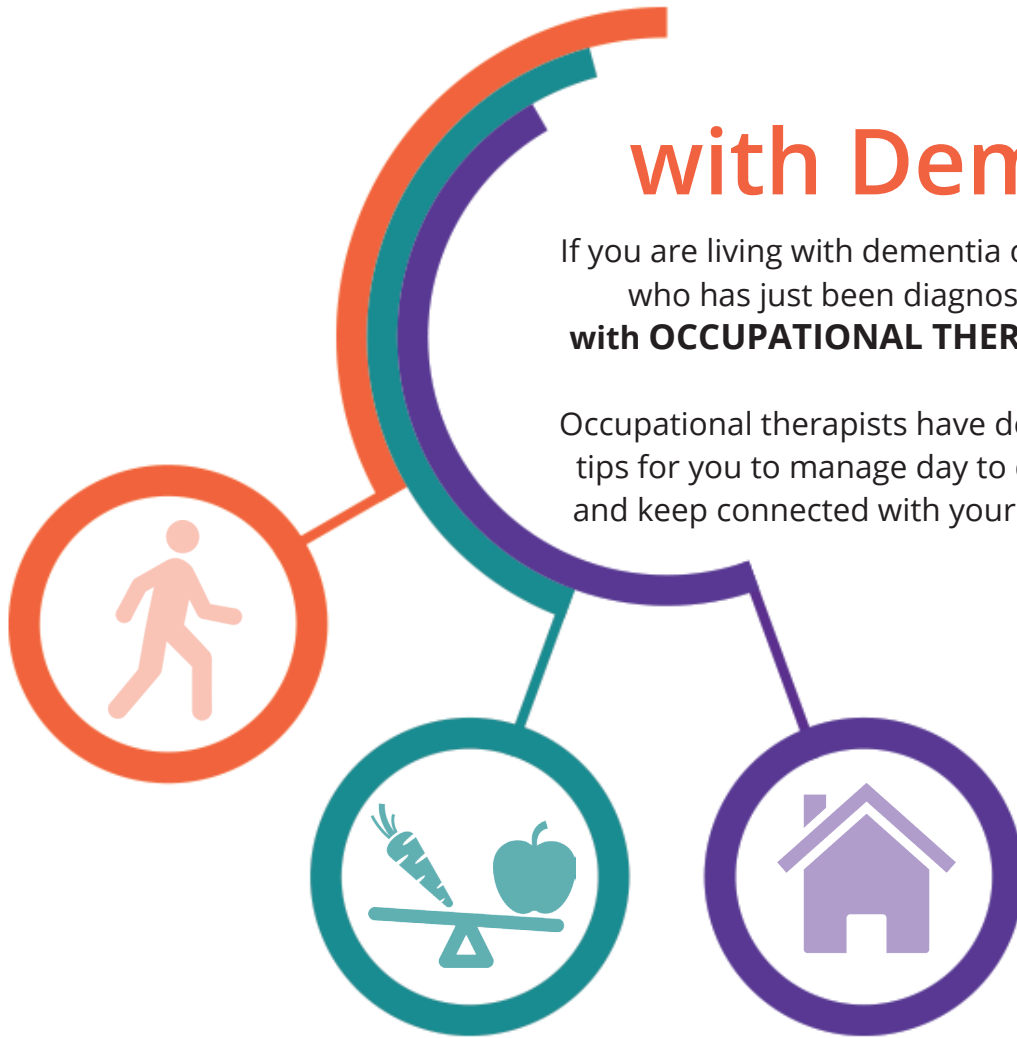 with Dem
If you are living with dementia
who has just been diagnos
with OCCUPATIONAL THER
Occupational therapists have
tips for you to manage day to
and keep connected with your